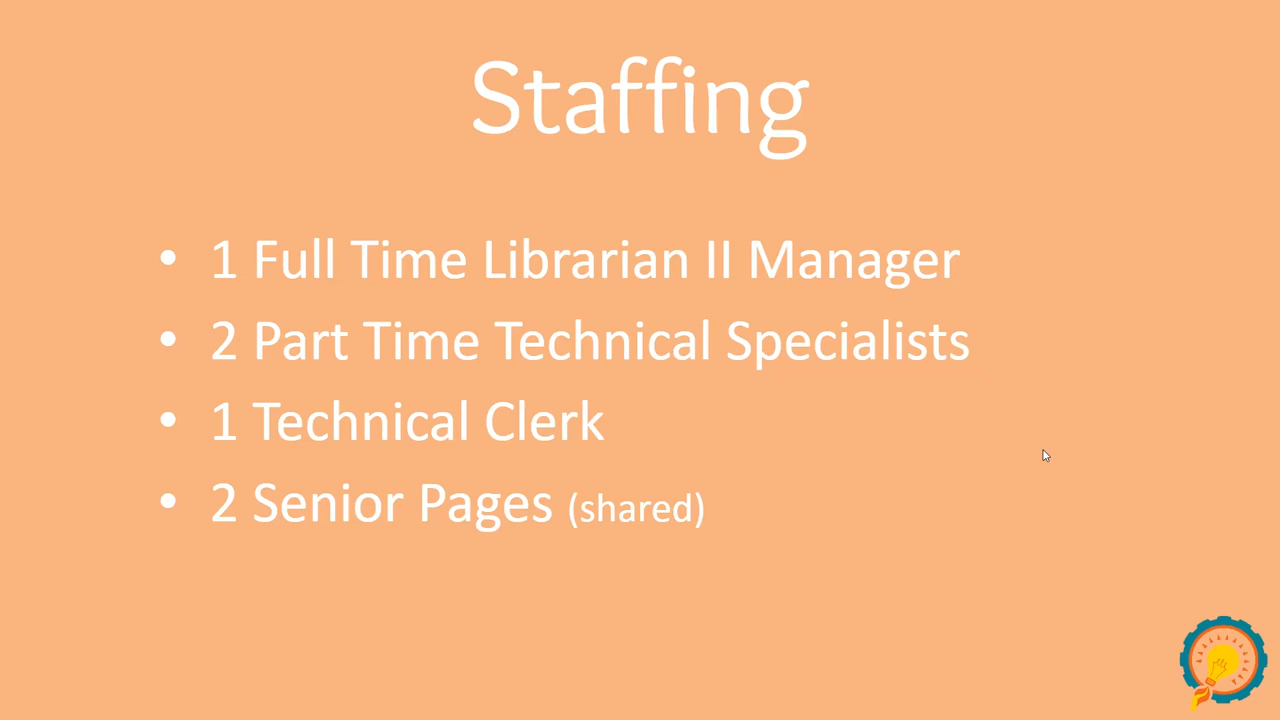 Staffing
• 1 Full Time Librarian II Manager
• 2 Part Time Technical Specialists
• 1 Technical Clerk
• 2 Senior Pages (shared)